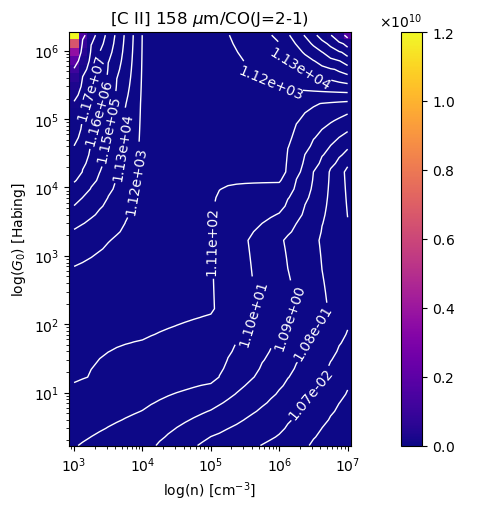 [C II] 158 μm/CO(J=2-1)
×10¹⁰
log(G₀) [Habing]
10⁶
10⁵
10⁴
10³
10²
10¹
1.17e+07
1.16e+06
1.15e+05
1.13e+04
1.12e+03
1.13e+04
1.12e+03
1.11e+02
1.10e+01
1.09e+00
1.08e-01
1.07e-02
1.2
1.0
0.8
0.6
0.4
0.2
0.0
10³ 10⁴ 10⁵ 10⁶ 10⁷
log(n) [cm⁻³]